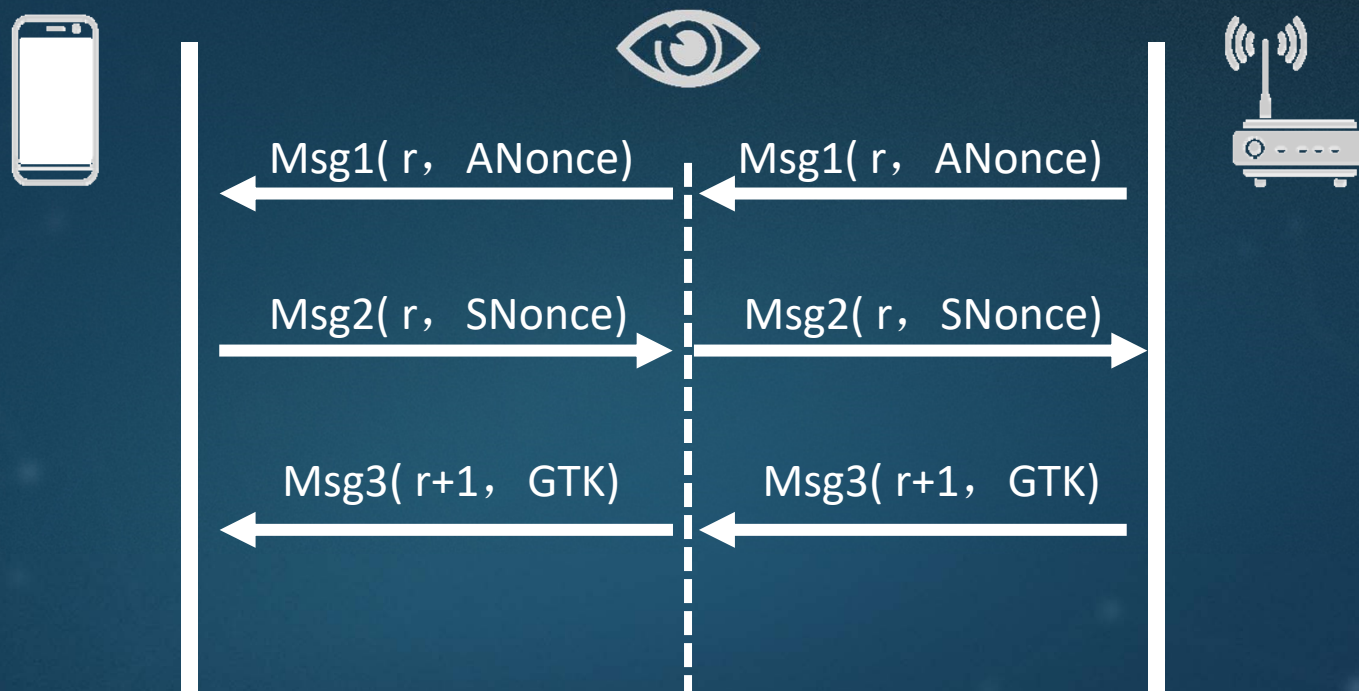 Msg1( r， ANonce) Msg1( r， ANonce)
Msg2( r， SNonce) Msg2( r， SNonce)
Msg3( r+1， GTK) Msg3( r+1， GTK)